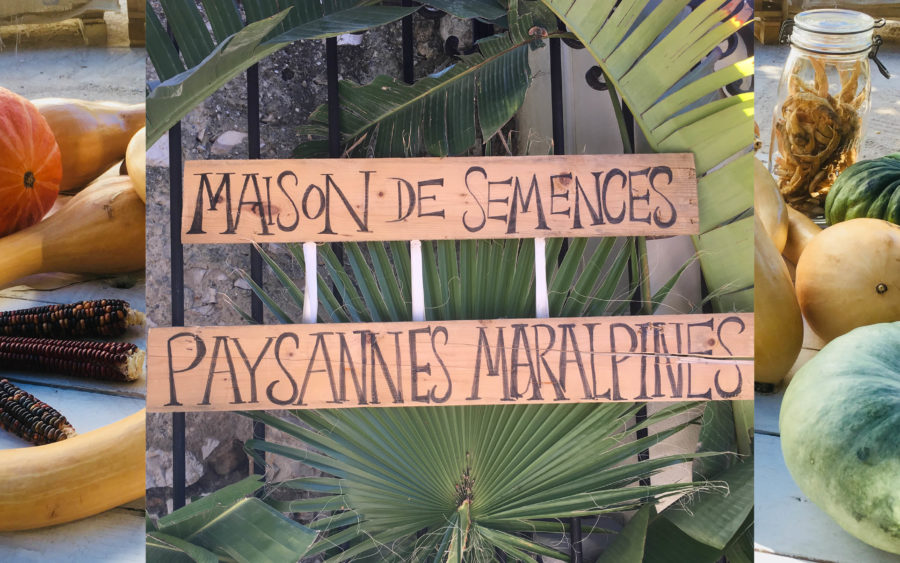 MAISON DE SEMENCES
PAYSANNES MARALPINES